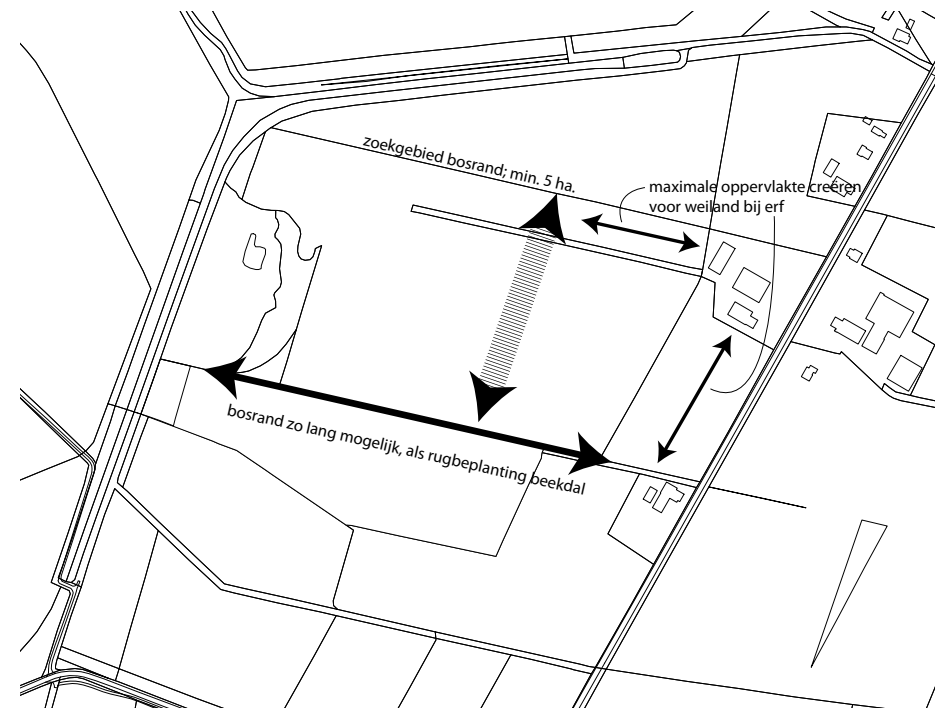 zoekgebied bosrand; min. 5 ha.
maximale oppervlakte creëren
voor weiland bij erf
bosrand zo lang mogelijk, als rugbeplanting beekdal